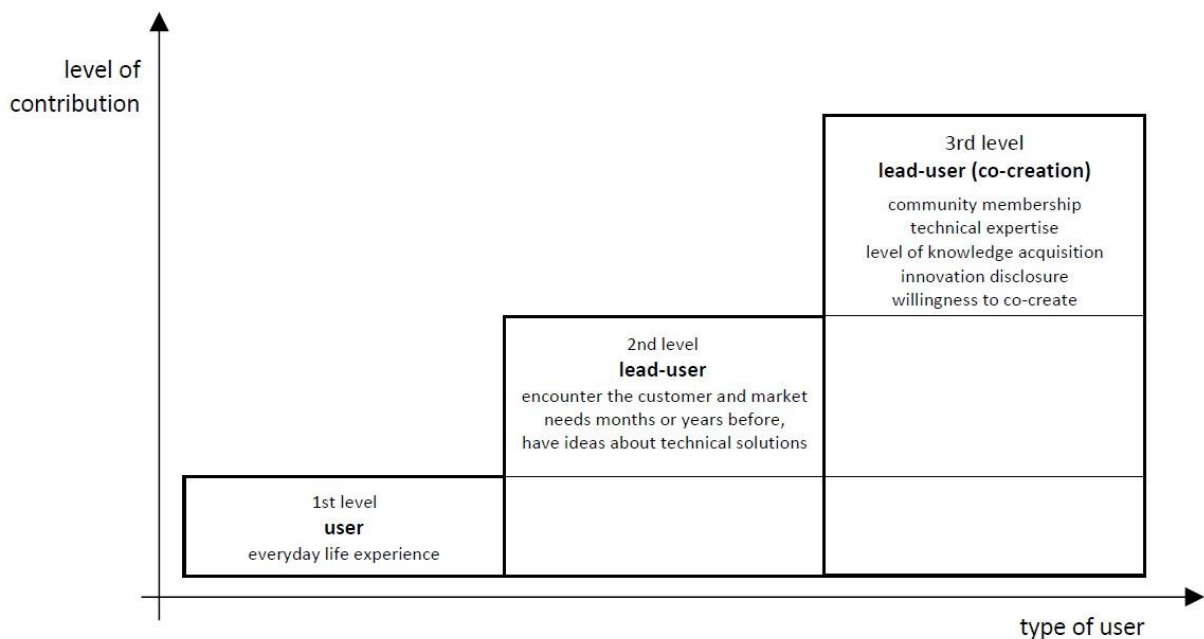 level of
contribution
3rd level
lead-user (co-creation)
community membership
technical expertise
level of knowledge acquisition
innovation disclosure
willingness to co-create
2nd level
lead-user
encounter the customer and market
needs months or years before,
have ideas about technical solutions
1st level
user
everyday life experience
type of user